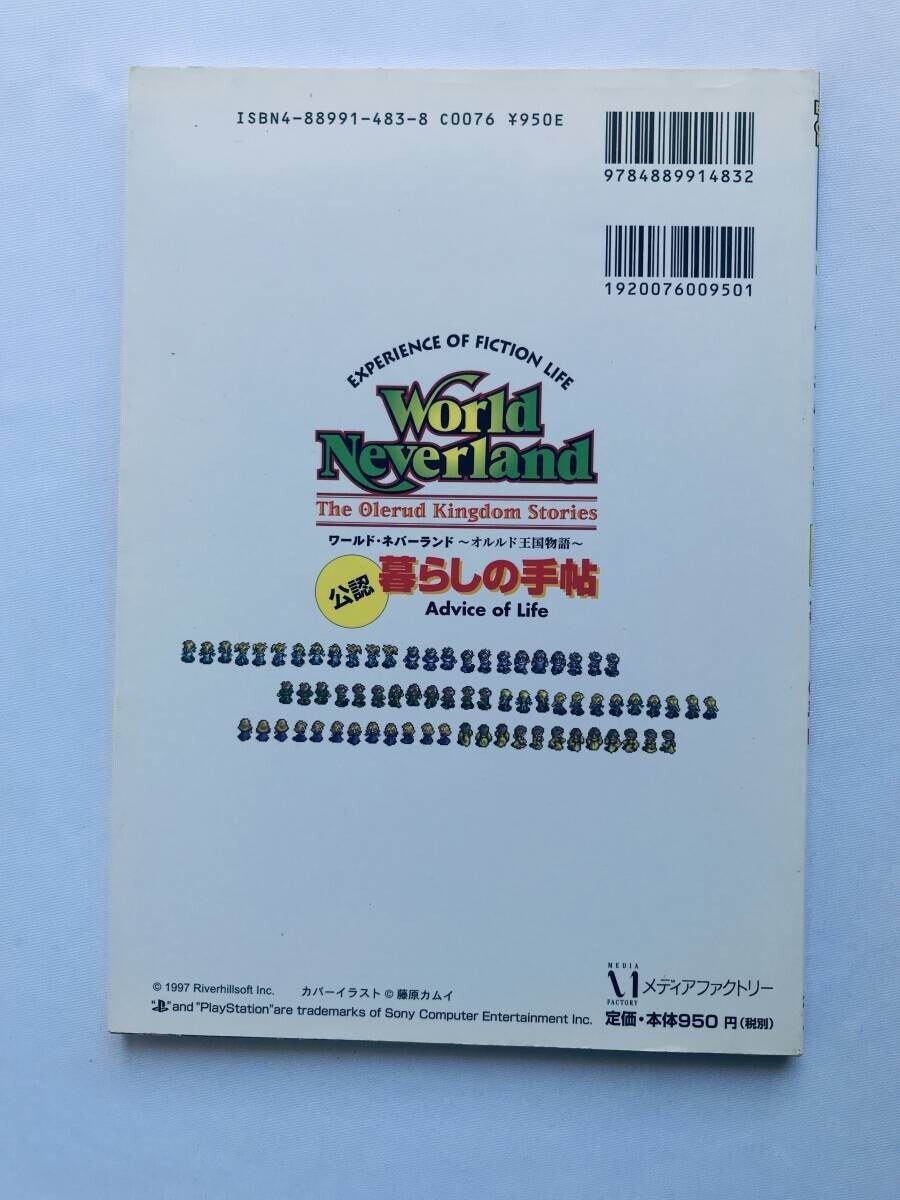 ISBN4-88991-483-8 C0076 ¥950E
9784889914832
1920076009501
EXPERIENCE OF FICTION LIFE
World
Neverland
The Olerud Kingdom Stories
ワールド・ネバーランド ～オルルド王国物語～
公認 暮らしの手帖
Advice of Life
© 1997 Riverhillsoft Inc. カバーイラスト © 藤原カムイ
"PS" and "PlayStation" are trademarks of Sony Computer Entertainment Inc.
MEDIA FACTORY メディアファクトリー
定価・本体950円(税別)